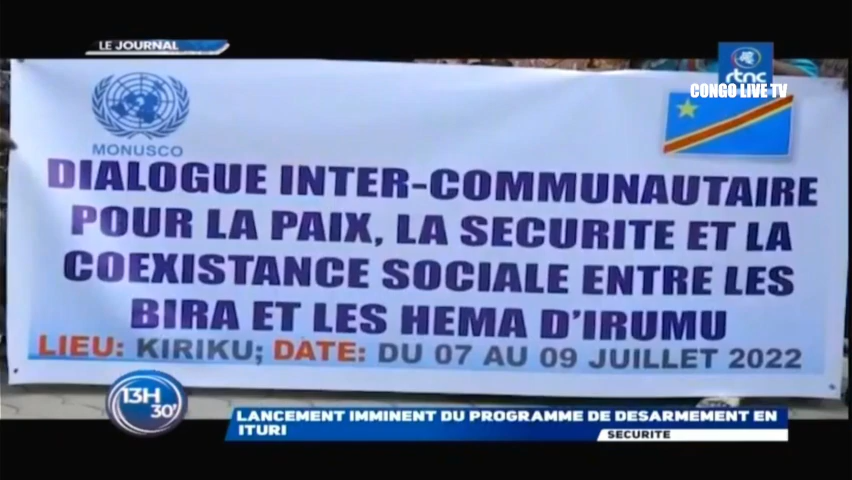 LE JOURNAL
rtnc
CONGO LIVE TV
MONUSCO
DIALOGUE INTER-COMMUNAUTAIRE
POUR LA PAIX, LA SECURITE ET LA
COEXISTANCE SOCIALE ENTRE LES
BIRA ET LES HEMA D'IRUMU
LIEU: KIRIKU; DATE: DU 07 AU 09 JUILLET 2022
13H
30'
LANCEMENT IMMINENT DU PROGRAMME DE DESARMEMENT EN
ITURI
SECURITE